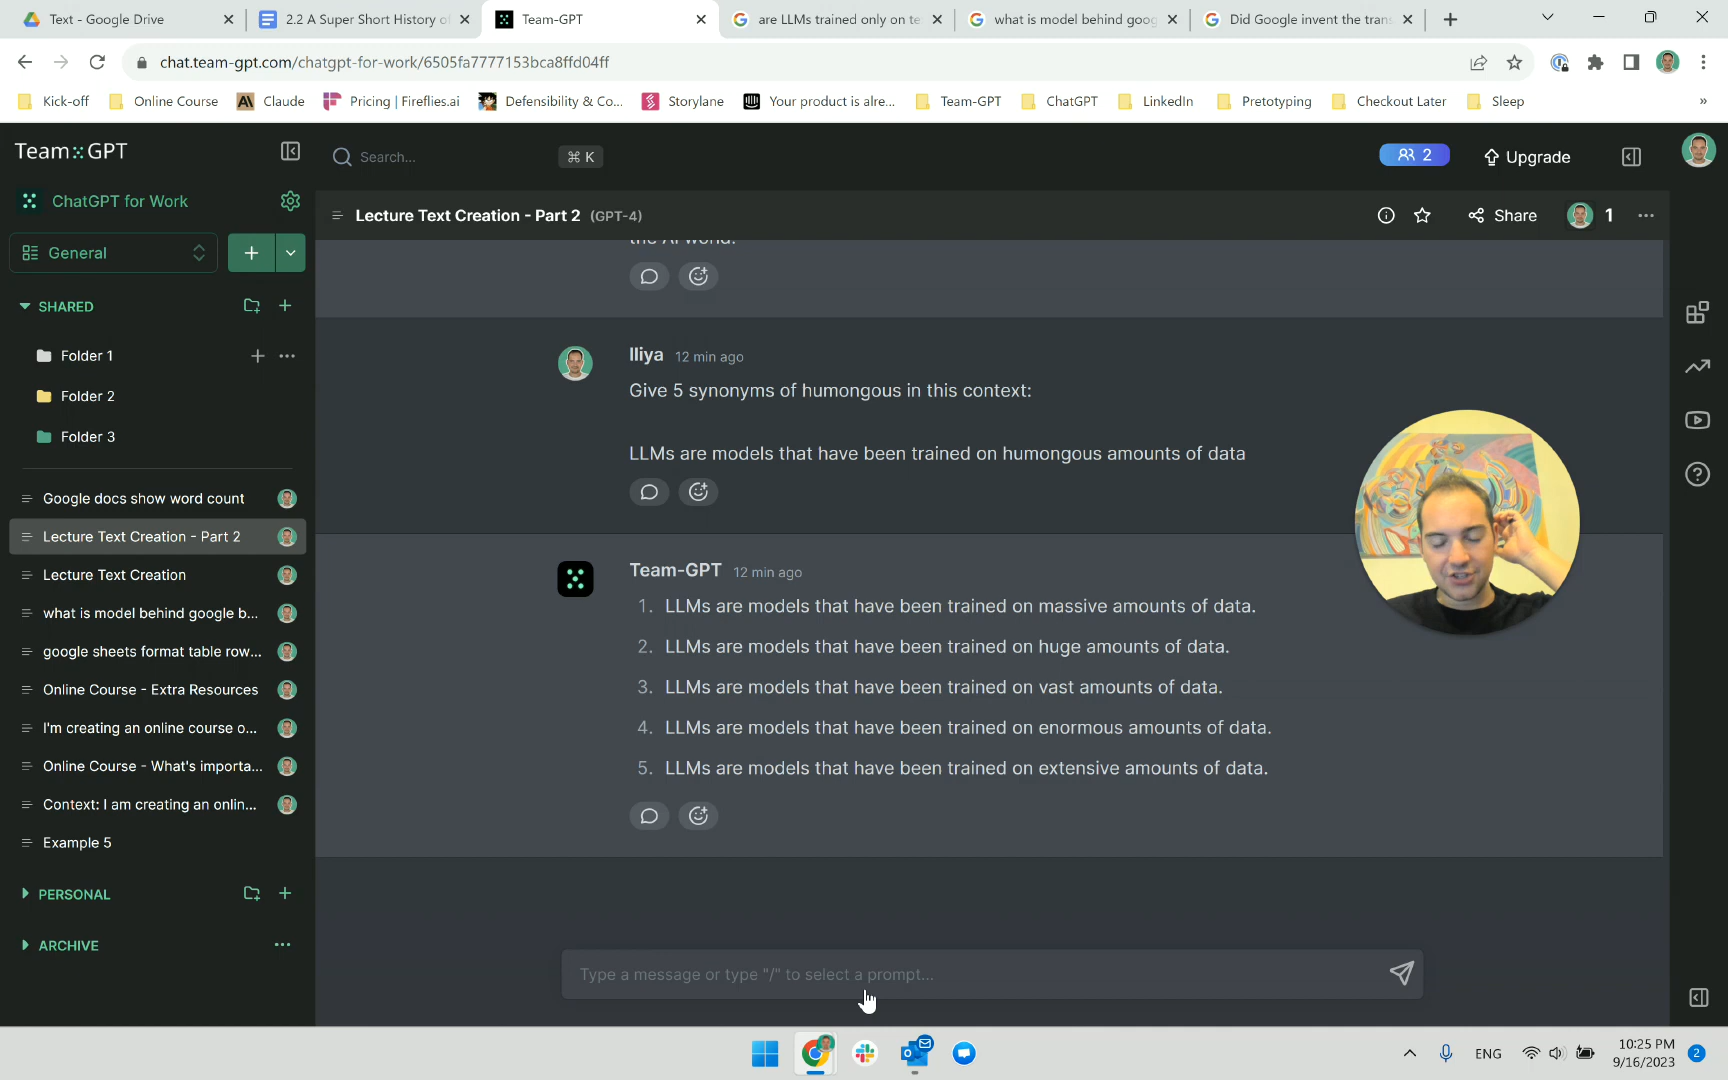 Text - Google Drive
2.2 A Super Short History of
Team-GPT
are LLMs trained only on te
what is model behind goog
Did Google invent the tran
chat.team-gpt.com/chatgpt-for-work/6505fa7777153bca8ffd04ff
Kick-off
Online Course
Claude
Pricing | Fireflies.ai
Defensibility & Co...
Storylane
Your product is alre...
Team-GPT
ChatGPT
LinkedIn
Pretotyping
Checkout Later
Sleep
»
Team GPT
Search...
⌘ K
2
Upgrade
ChatGPT for Work
Lecture Text Creation - Part 2 (GPT-4)
Share
1
General
SHARED
Folder 1
Folder 2
Folder 3
Google docs show word count
Lecture Text Creation - Part 2
Lecture Text Creation
what is model behind google b...
google sheets format table row...
Online Course - Extra Resources
I'm creating an online course o...
Online Course - What's importa...
Context: I am creating an onlin...
Example 5
PERSONAL
ARCHIVE
the AI world.
Iliya 12 min ago
Give 5 synonyms of humongous in this context:
LLMs are models that have been trained on humongous amounts of data
Team-GPT 12 min ago
1. LLMs are models that have been trained on massive amounts of data.
2. LLMs are models that have been trained on huge amounts of data.
3. LLMs are models that have been trained on vast amounts of data.
4. LLMs are models that have been trained on enormous amounts of data.
5. LLMs are models that have been trained on extensive amounts of data.
Type a message or type "/" to select a prompt...
ENG
10:25 PM
9/16/2023
2